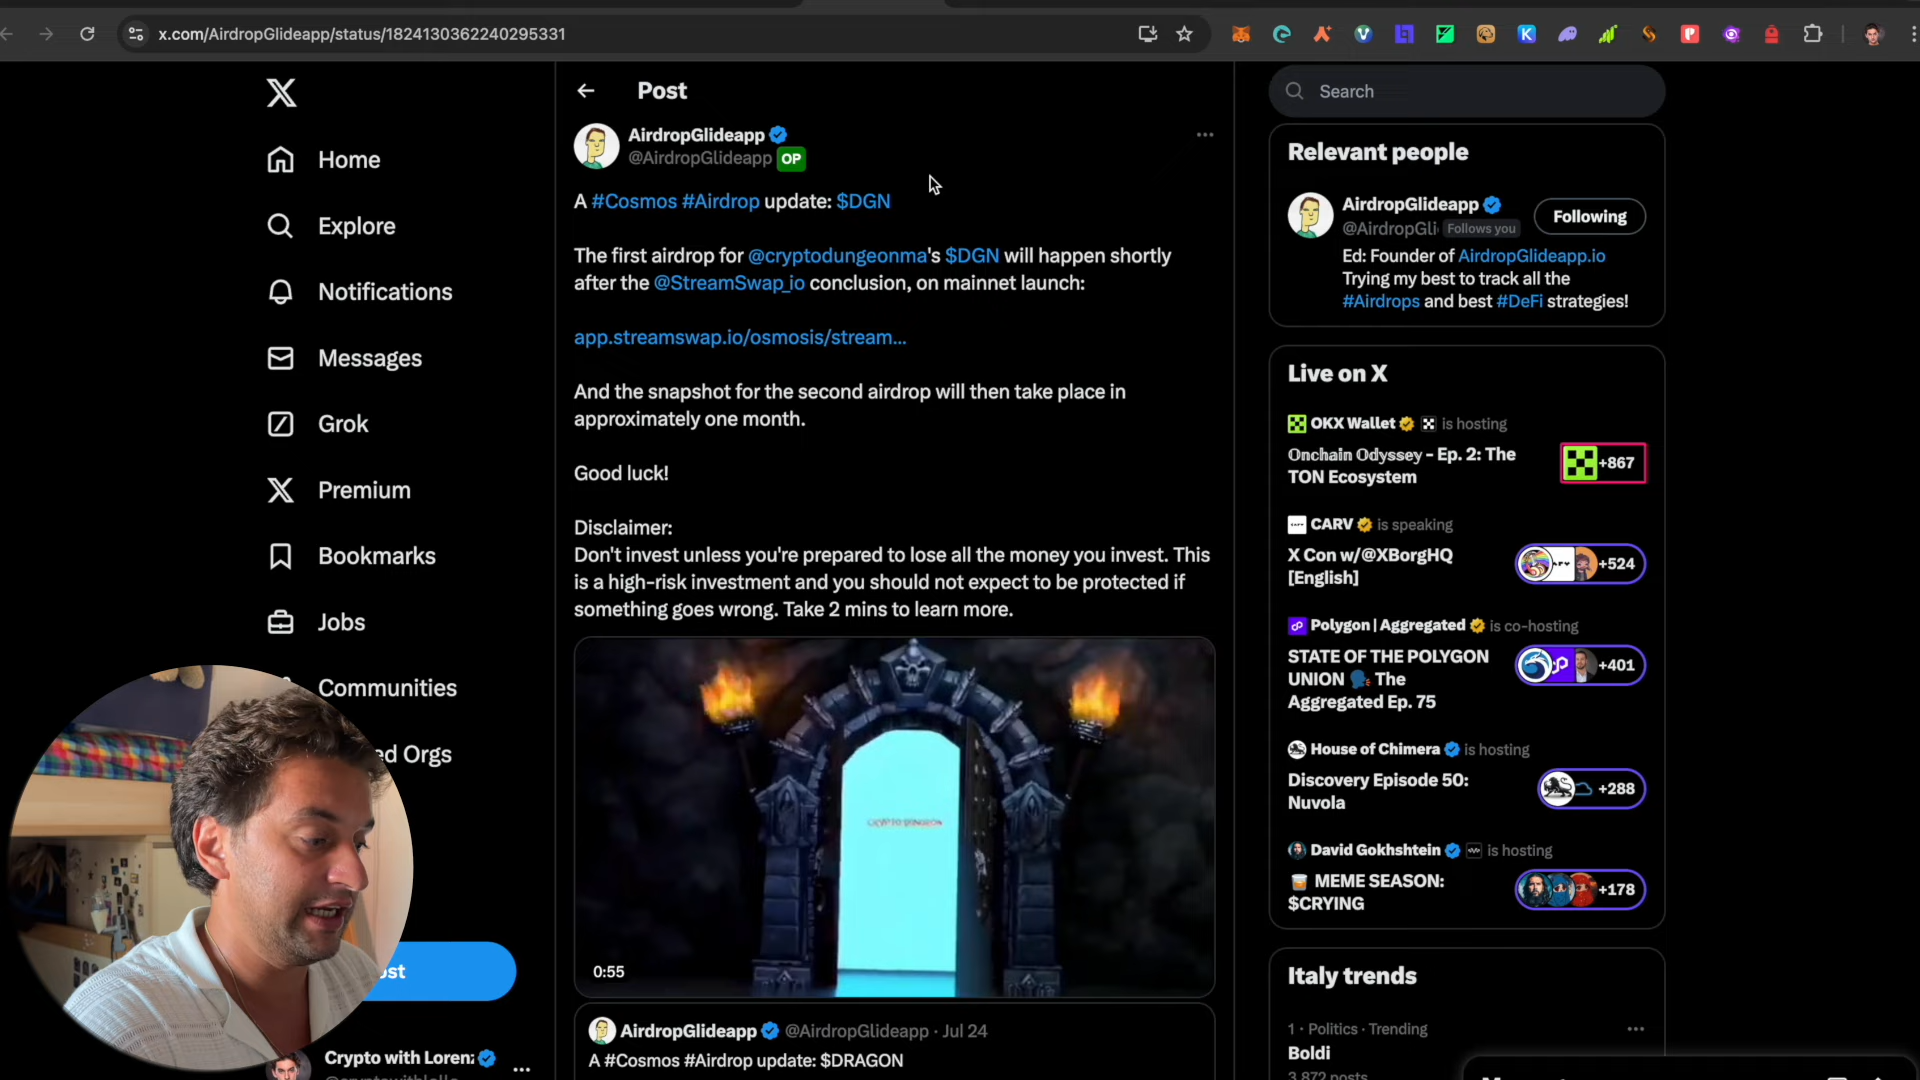 x.com/AirdropGlideapp/status/1824130362240295331
Home
Explore
Notifications
Messages
Grok
Premium
Bookmarks
Jobs
Communities
Orgs
Crypto with Loren
Post
AirdropGlideapp
@AirdropGlideapp OP
A #Cosmos #Airdrop update: $DGN
The first airdrop for @cryptodungeonma's $DGN will happen shortly
after the @StreamSwap_io conclusion, on mainnet launch:
app.streamswap.io/osmosis/stream...
And the snapshot for the second airdrop will then take place in
approximately one month.
Good luck!
Disclaimer:
Don't invest unless you're prepared to lose all the money you invest. This
is a high-risk investment and you should not expect to be protected if
something goes wrong. Take 2 mins to learn more.
CRYPTO DUNGEON
0:55
AirdropGlideapp @AirdropGlideapp · Jul 24
A #Cosmos #Airdrop update: $DRAGON
Search
Relevant people
AirdropGlideapp
@AirdropGli Follows you
Following
Ed: Founder of AirdropGlideapp.io
Trying my best to track all the
#Airdrops and best #DeFi strategies!
Live on X
OKX Wallet is hosting
Onchain Odyssey - Ep. 2: The
TON Ecosystem
+867
CARV is speaking
X Con w/@XBorgHQ
[English]
+524
Polygon | Aggregated is co-hosting
STATE OF THE POLYGON
UNION 🗣️ The
Aggregated Ep. 75
+401
House of Chimera is hosting
Discovery Episode 50:
Nuvola
+288
David Gokhshtein is hosting
🥃 MEME SEASON:
$CRYING
+178
Italy trends
1 · Politics · Trending
Boldi
3,872 posts